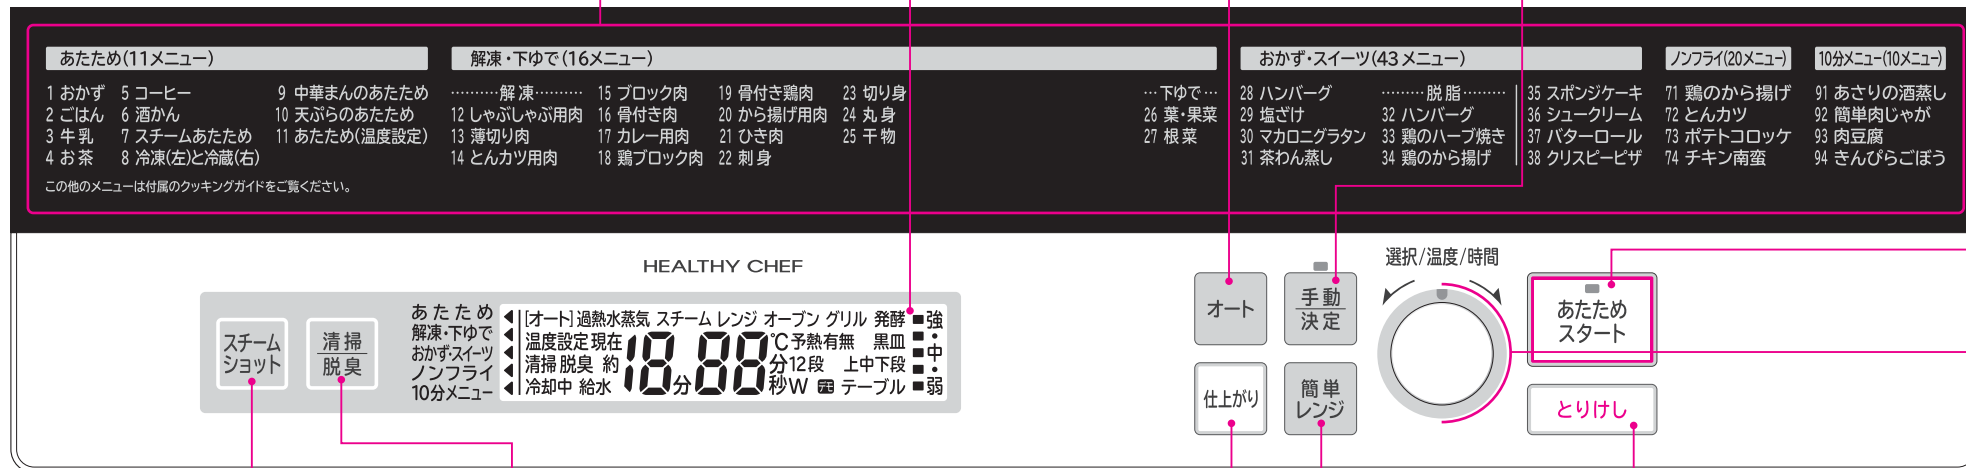 あたため(11メニュー)
1 おかず
2 ごはん
3 牛乳
4 お茶
5 コーヒー
6 酒かん
7 スチームあたため
8 冷凍(左)と冷蔵(右)
9 中華まんのあたため
10 天ぷらのあたため
11 あたため(温度設定)
この他のメニューは付属のクッキングガイドをご覧ください。
解凍・下ゆで(16メニュー)
………解凍………
12 しゃぶしゃぶ用肉
13 薄切り肉
14 とんカツ用肉
15 ブロック肉
16 骨付き肉
17 カレー用肉
18 鶏ブロック肉
19 骨付き鶏肉
20 から揚げ用鶏肉
21 ひき肉
22 刺身
23 切り身
24 丸身
25 干物
…下ゆで…
26 葉・果菜
27 根菜
おかず・スイーツ(43メニュー)
28 ハンバーグ
29 塩ざけ
30 マカロニグラタン
31 茶わん蒸し
………脱脂………
32 ハンバーグ
33 鶏のハーブ焼き
34 鶏のから揚げ
35 スポンジケーキ
36 シュークリーム
37 バターロール
38 クリスピーピザ
ノンフライ(20メニュー)
71 鶏のから揚げ
72 とんカツ
73 ポテトコロッケ
74 チキン南蛮
10分メニュー(10メニュー)
91 あさりの酒蒸し
92 簡単肉じゃが
93 肉豆腐
94 きんぴらごぼう
HEALTHY CHEF
スチーム
ショット
清掃
脱臭
あたため
解凍・下ゆで
おかず・スイーツ
ノンフライ
10分メニュー
[オート]過熱水蒸気 スチーム レンジ オーブン グリル 発酵 強
温度設定 現在 ℃予熱有無 黒皿
清掃 脱臭 約 18 88 分12段 上中下段 中
冷却中 給水 分 秒W テーブル 弱
オート
手動
決定
仕上がり
簡単
レンジ
選択/温度/時間
あたため
スタート
とりけし